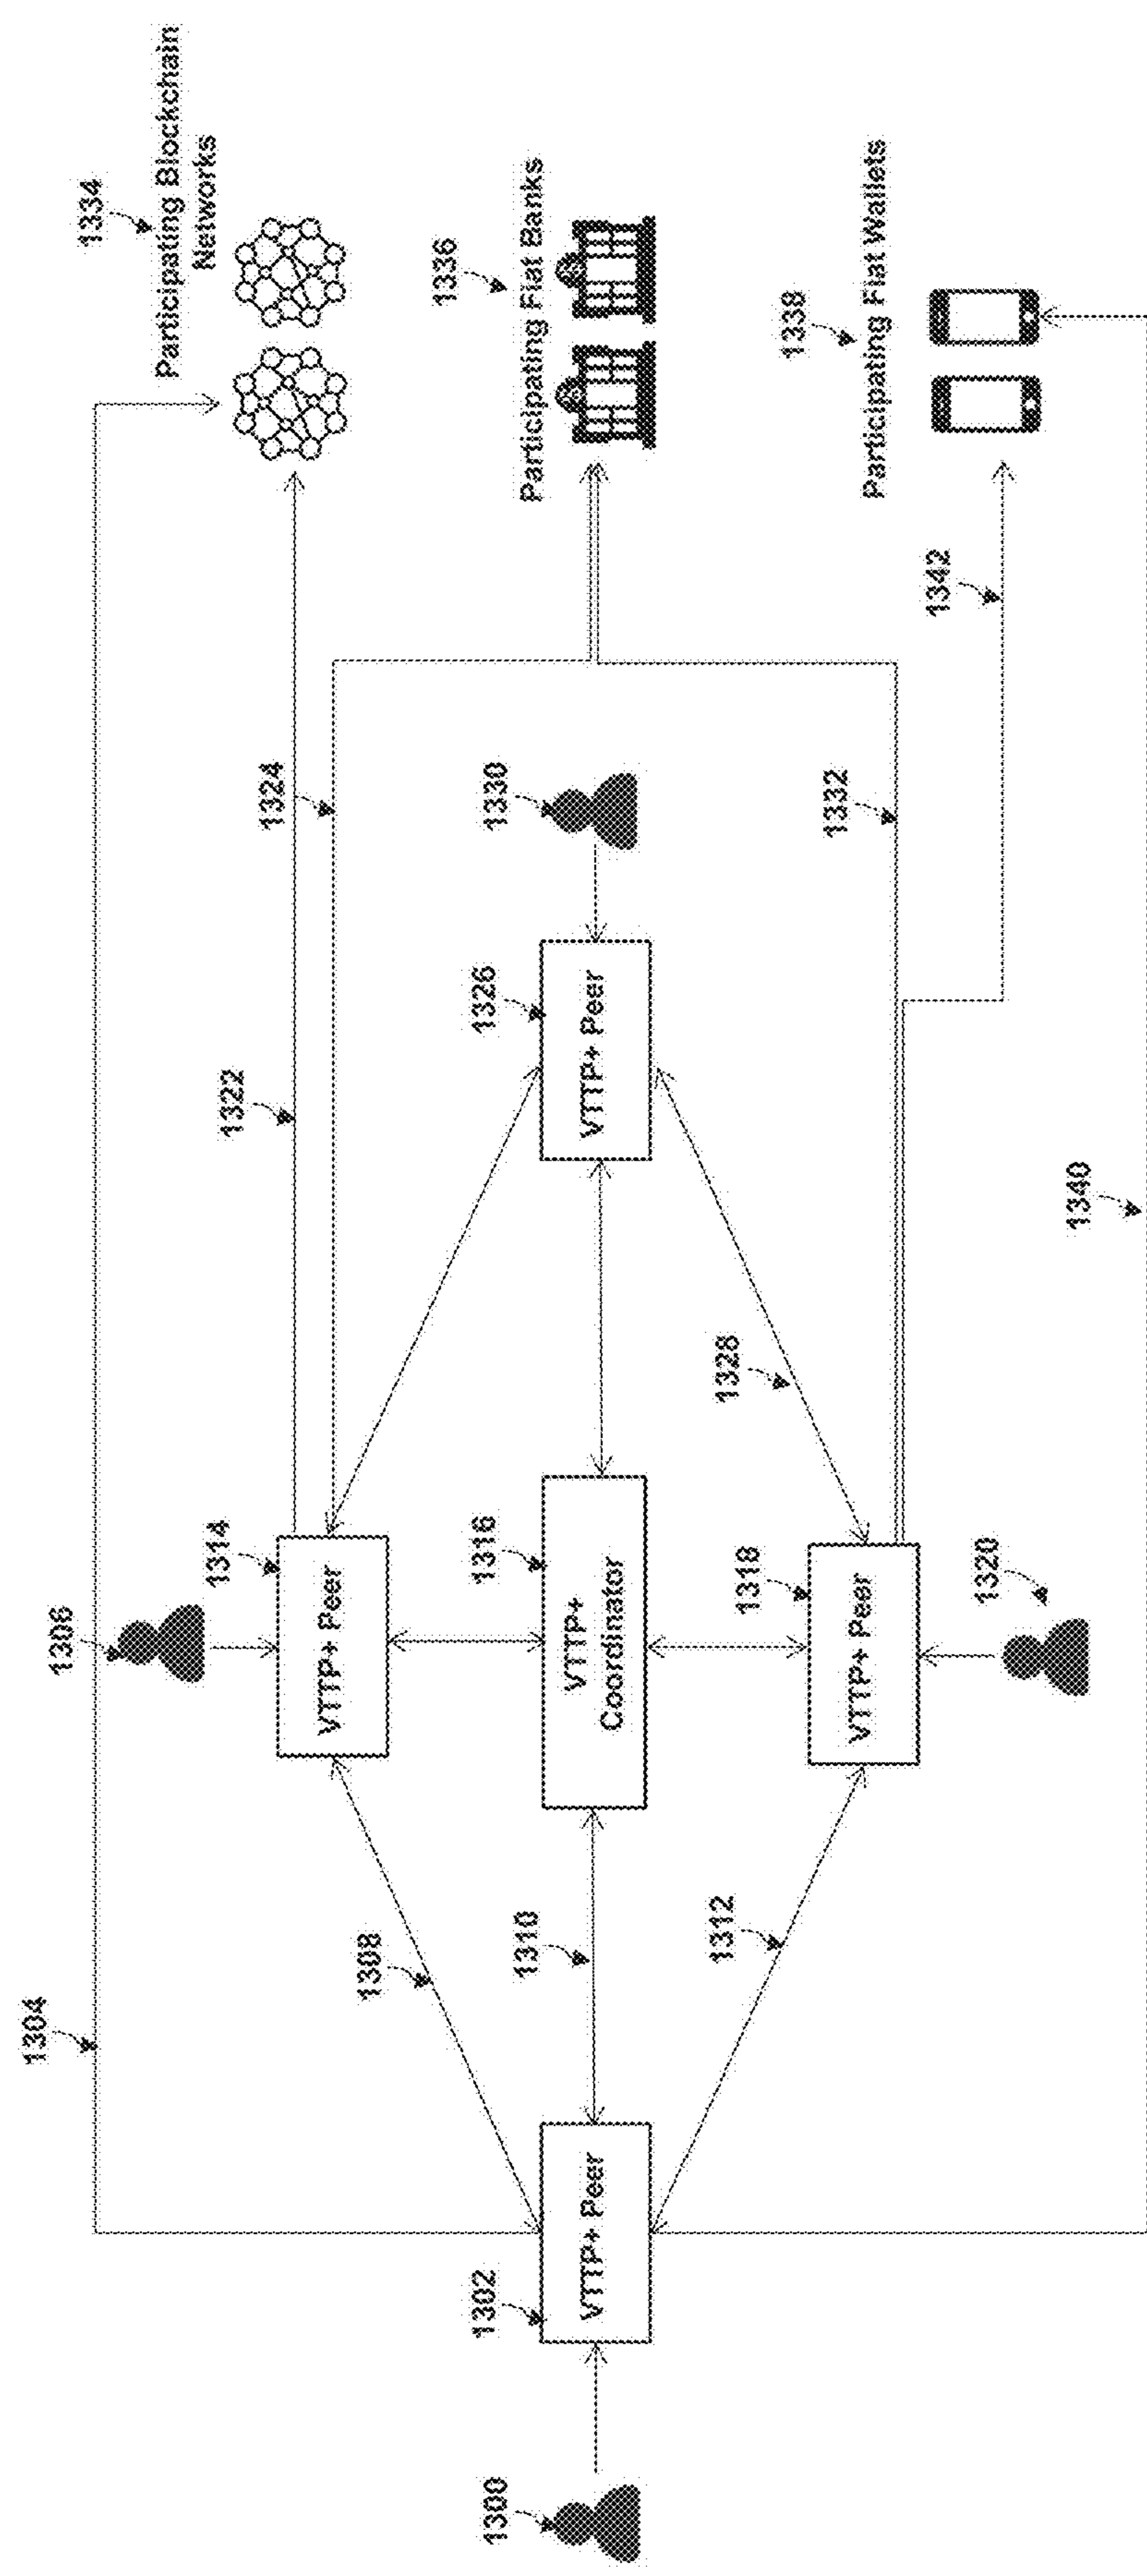 1334
Participating Blockchain
Networks
1304
1306
1322
1324
1336
Participating Fiat Banks
1308
1314
VTTP+ Peer
1302
VTTP+ Peer
1300
1310
1316
VTTP+
Coordinator
1326
VTTP+ Peer
1330
1312
1318
VTTP+ Peer
1328
1332
1338
Participating Fiat Wallets
1342
1320
1340